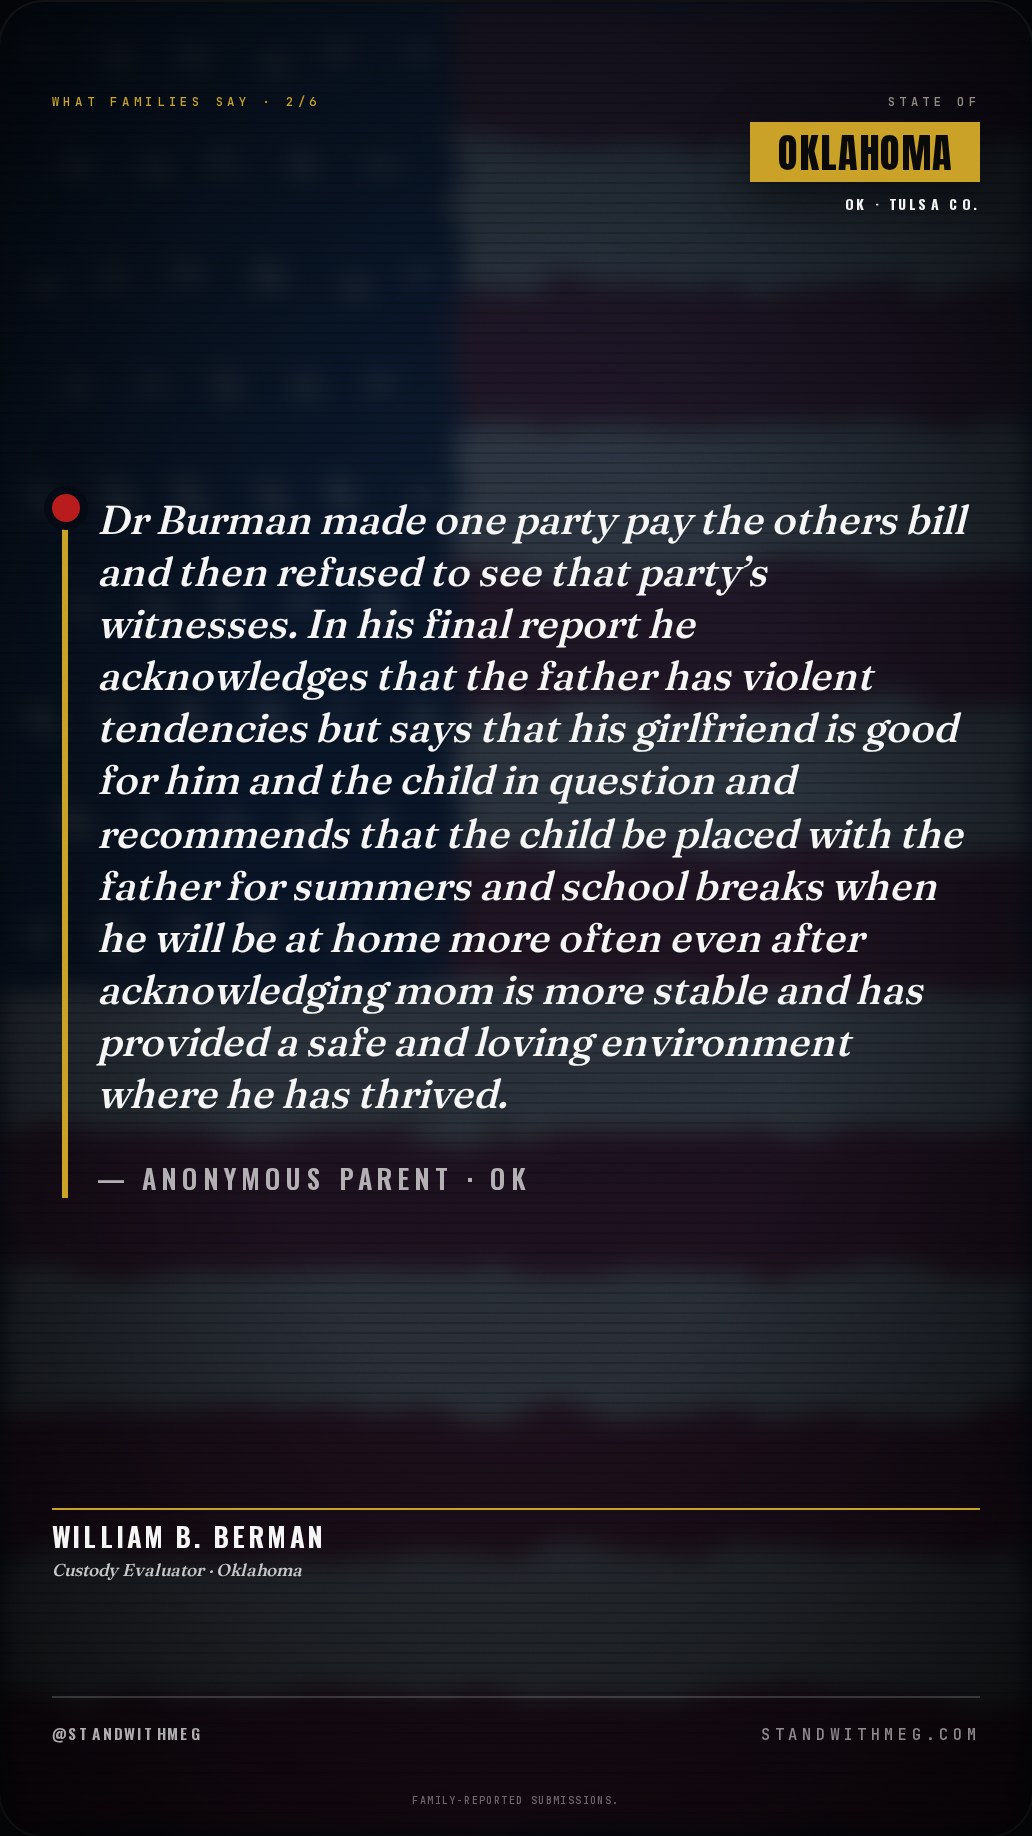 WHAT FAMILIES SAY · 2/6
STATE OF
OKLAHOMA
OK · TULSA CO.
Dr Burman made one party pay the others bill
and then refused to see that party’s
witnesses. In his final report he
acknowledges that the father has violent
tendencies but says that his girlfriend is good
for him and the child in question and
recommends that the child be placed with the
father for summers and school breaks when
he will be at home more often even after
acknowledging mom is more stable and has
provided a safe and loving environment
where he has thrived.
— ANONYMOUS PARENT · OK
WILLIAM B. BERMAN
Custody Evaluator · Oklahoma
@STANDWITHMEG
STANDWITHMEG.COM
FAMILY-REPORTED SUBMISSIONS.